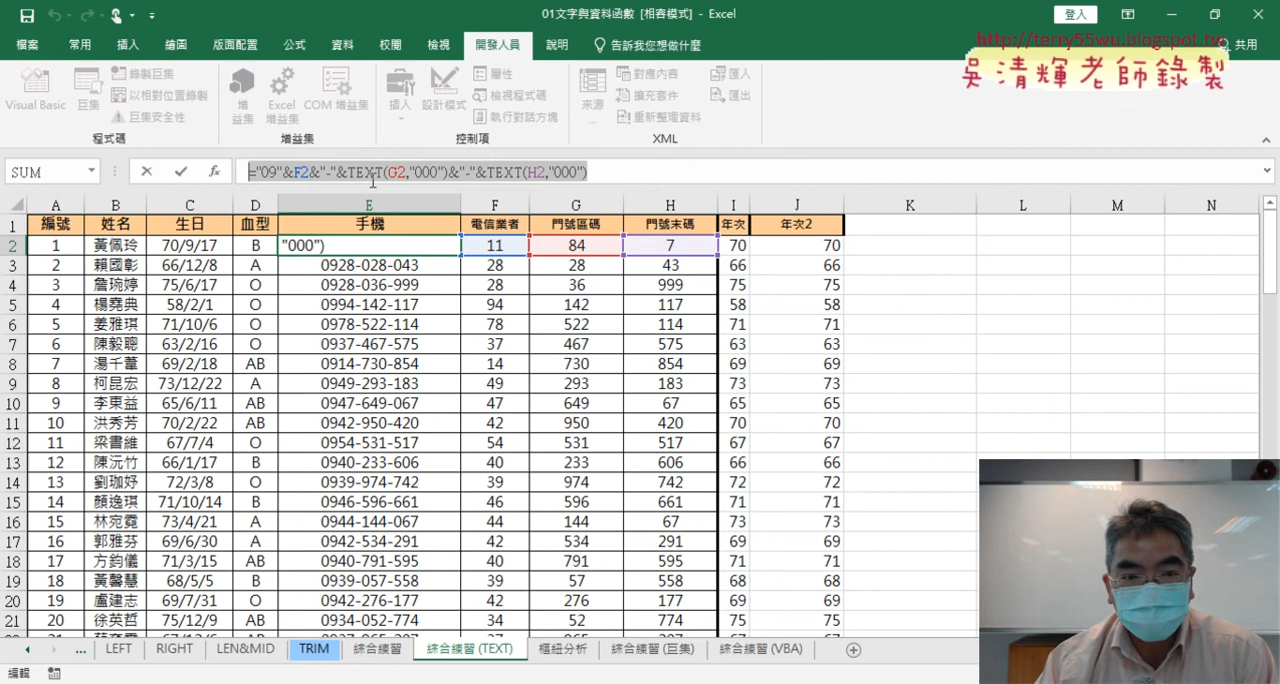 01文字與資料函數 [相容模式] - Excel
登入
檔案 常用 插入 繪圖 版面配置 公式 資料 校閱 檢視 開發人員 說明 告訴我您想做什麼 共用
http://terry55wu.blogspot.tw
吳清輝老師錄製
Visual Basic 巨集 錄製巨集 以相對位置錄製 巨集安全性
程式碼
增益集 Excel 增益集 COM 增益集
增益集
插入 設計模式 屬性 檢視程式碼 執行對話方塊
控制項
來源 對應內容 擴充套件 重新整理資料 匯入 匯出
XML
SUM ="09"&F2&"-"&TEXT(G2,"000")&"-"&TEXT(H2,"000")
A B C D E F G H I J K L M N
1 編號 姓名 生日 血型 手機 電信業者 門號區碼 門號末碼 年次 年次2
2 1 黃佩玲 70/9/17 B "000") 11 84 7 70 70
3 2 賴國彰 66/12/8 A 0928-028-043 28 28 43 66 66
4 3 詹琬婷 75/6/17 O 0928-036-999 28 36 999 75 75
5 4 楊堯典 58/2/1 O 0994-142-117 94 142 117 58 58
6 5 姜雅琪 71/10/6 O 0978-522-114 78 522 114 71 71
7 6 陳毅聰 63/2/16 O 0937-467-575 37 467 575 63 63
8 7 湯千葦 69/2/18 AB 0914-730-854 14 730 854 69 69
9 8 柯昆宏 73/12/22 A 0949-293-183 49 293 183 73 73
10 9 李東益 65/6/11 AB 0947-649-067 47 649 67 65 65
11 10 洪秀芳 70/2/22 AB 0942-950-420 42 950 420 70 70
12 11 梁書維 67/7/4 O 0954-531-517 54 531 517 67 67
13 12 陳沅竹 66/1/17 B 0940-233-606 40 233 606 66 66
14 13 劉珈妤 72/3/8 O 0939-974-742 39 974 742 72 72
15 14 顏逸琪 71/10/14 B 0946-596-661 46 596 661 71 71
16 15 林宛霓 73/4/21 A 0944-144-067 44 144 67 73 73
17 16 郭雅芬 69/6/30 A 0942-534-291 42 534 291 69 69
18 17 方鈞儀 71/3/15 AB 0940-791-595 40 791 595 71 71
19 18 黃馨慧 68/5/5 B 0939-057-558 39 57 558 68 68
20 19 盧建志 69/7/31 O 0942-276-177 42 276 177 69 69
21 20 徐英哲 75/12/9 AB 0934-052-774 34 52 774 75 75
... LEFT RIGHT LEN&MID TRIM 綜合練習 綜合練習 (TEXT) 樞紐分析 綜合練習 (巨集) 綜合練習 (VBA)
編輯